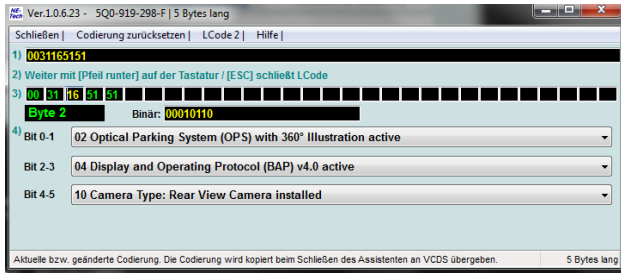 NE-Tech Ver.1.0.6.23 - 5Q0-919-298-F | 5 Bytes lang
Schließen | Codierung zurücksetzen | LCode 2 | Hilfe |
1) 0031165151
2) Weiter mit [Pfeil runter] auf der Tastatur / [ESC] schließt LCode
3) 00 31 16 51 51
Byte 2 Binär: 00010110
4) Bit 0-1 02 Optical Parking System (OPS) with 360° Illustration active
Bit 2-3 04 Display and Operating Protocol (BAP) v4.0 active
Bit 4-5 10 Camera Type: Rear View Camera installed
Aktuelle bzw. geänderte Codierung. Die Codierung wird kopiert beim Schließen des Assistenten an VCDS übergeben. 5 Bytes lang